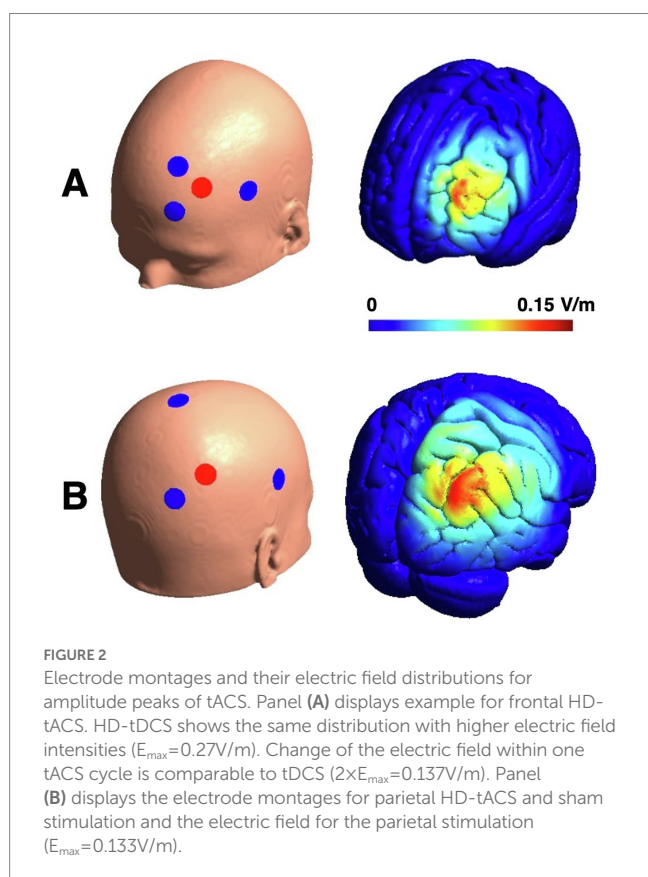 A
0 0.15 V/m
B
FIGURE 2
Electrode montages and their electric field distributions for
amplitude peaks of tACS. Panel (A) displays example for frontal HD-
tACS. HD-tDCS shows the same distribution with higher electric field
intensities (Emax=0.27V/m). Change of the electric field within one
tACS cycle is comparable to tDCS (2×Emax=0.137V/m). Panel
(B) displays the electrode montages for parietal HD-tACS and sham
stimulation and the electric field for the parietal stimulation
(Emax=0.133V/m).